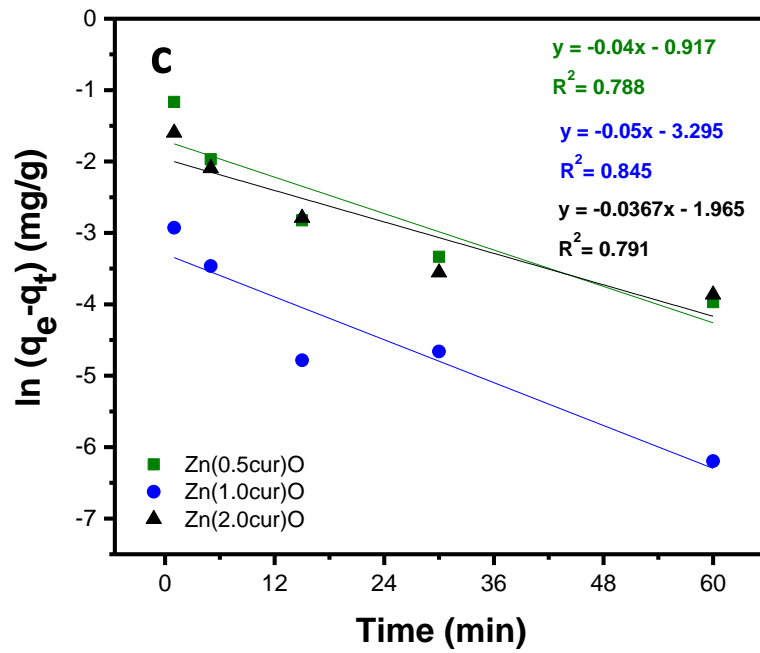 c
y = -0.04x - 0.917
R²= 0.788
y = -0.05x - 3.295
R²= 0.845
y = -0.0367x - 1.965
R²= 0.791
0
-1
-2
-3
-4
-5
-6
-7
ln (qₑ-qₜ) (mg/g)
Zn(0.5cur)O
Zn(1.0cur)O
Zn(2.0cur)O
0 12 24 36 48 60
Time (min)